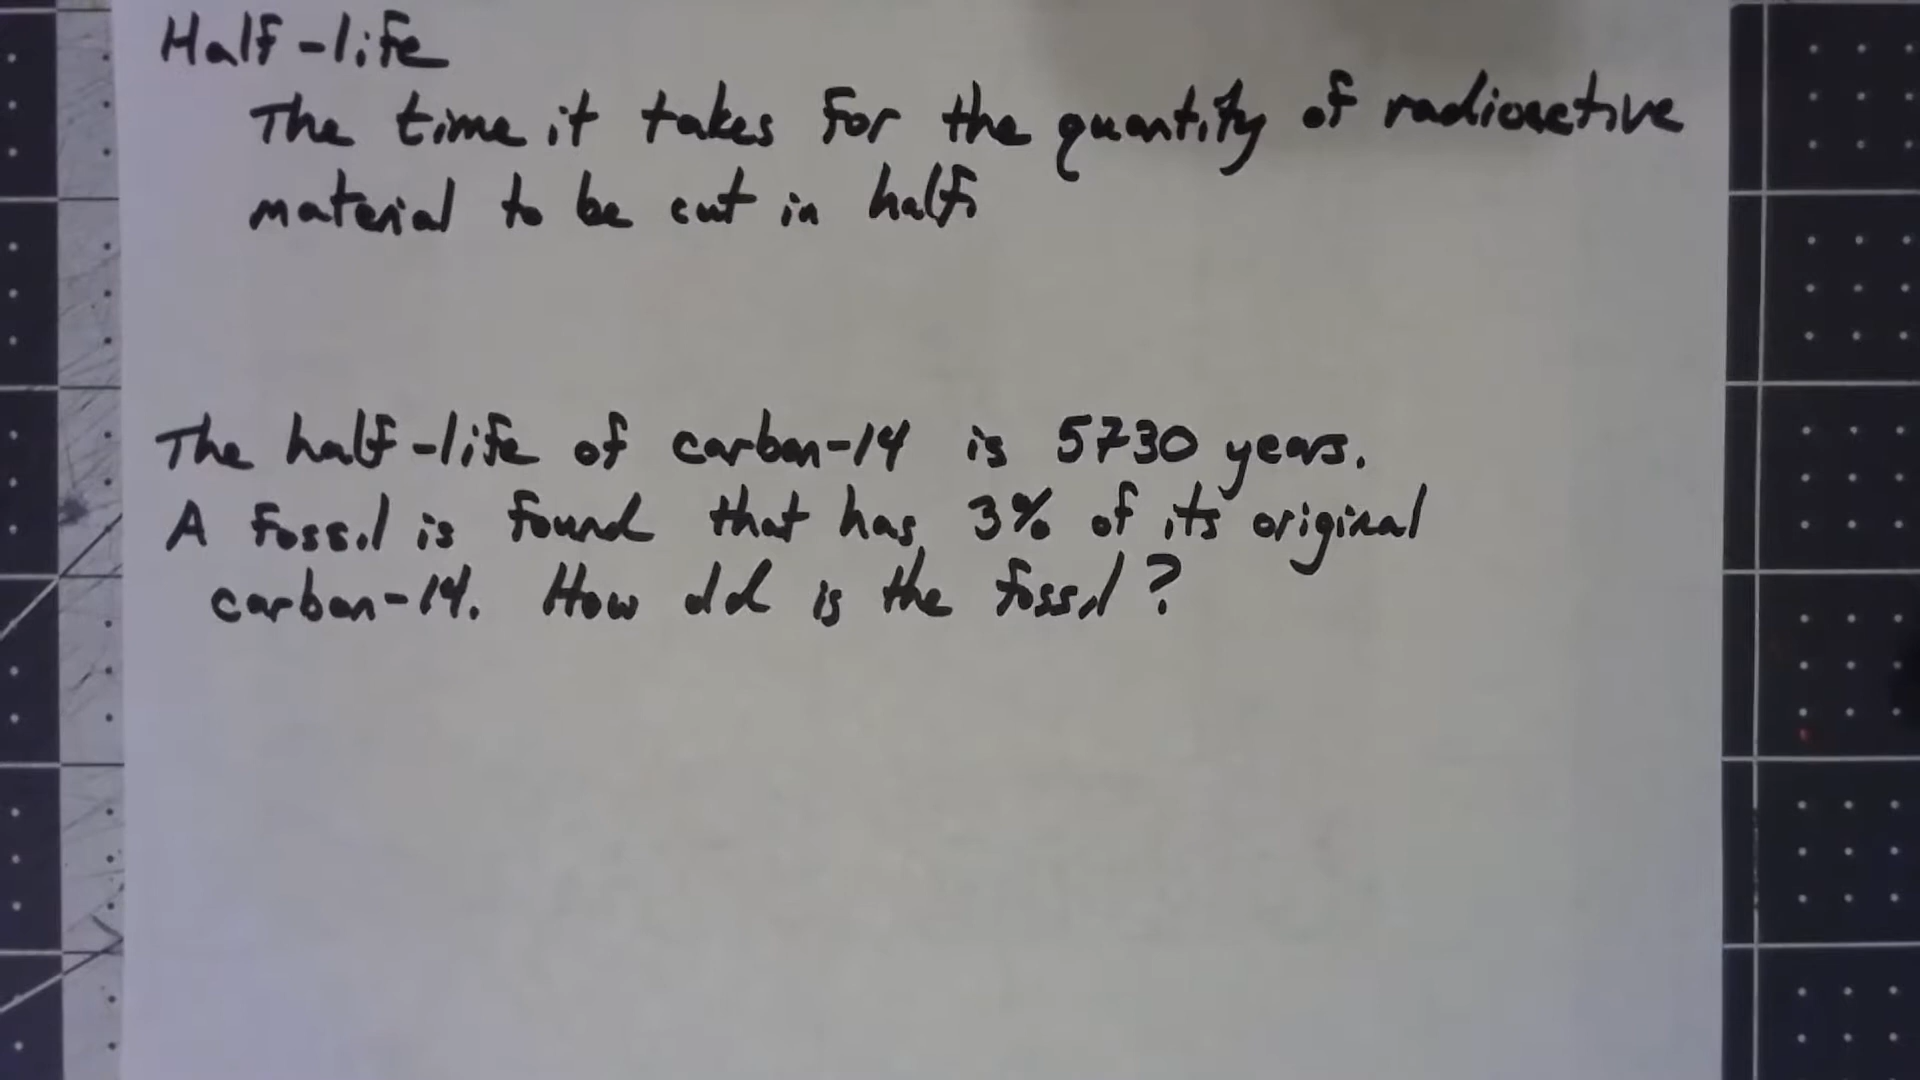 Half-life
The time it takes for the quantity of radioactive
material to be cut in half.
The half-life of carbon-14 is 5730 years.
A fossil is found that has 3% of its original
carbon-14. How old is the fossil?